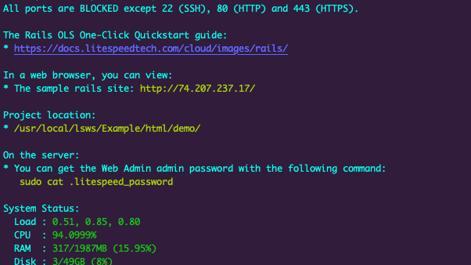 All ports are BLOCKED except 22 (SSH), 80 (HTTP) and 443 (HTTPS).
The Rails OLS One-Click Quickstart guide:
* https://docs.litespeedtech.com/cloud/images/rails/
In a web browser, you can view:
* The sample rails site: http://74.207.237.17/
Project location:
* /usr/local/lsws/Example/html/demo/
On the server:
* You can get the Web Admin admin password with the following command:
sudo cat .litespeed_password
System Status:
Load : 0.51, 0.85, 0.80
CPU : 94.0999%
RAM : 317/1987MB (15.95%)
Disk : 3/49GB (8%)